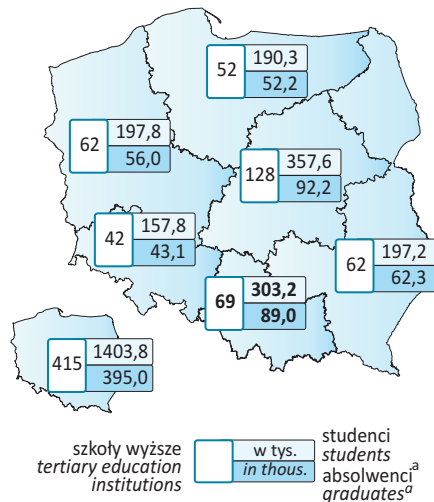 52
190,3
52,2
62
197,8
56,0
128
357,6
92,2
42
157,8
43,1
62
197,2
62,3
69
303,2
89,0
415
1403,8
395,0
szkoły wyższe
tertiary education
institutions
w tys.
in thous.
studenci
students
absolwenciᵃ
graduatesᵃ